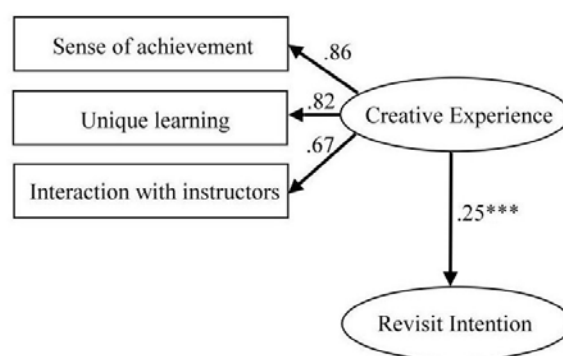 Sense of achievement
.86
Unique learning
.82
Creative Experience
.67
Interaction with instructors
.25***
Revisit Intention